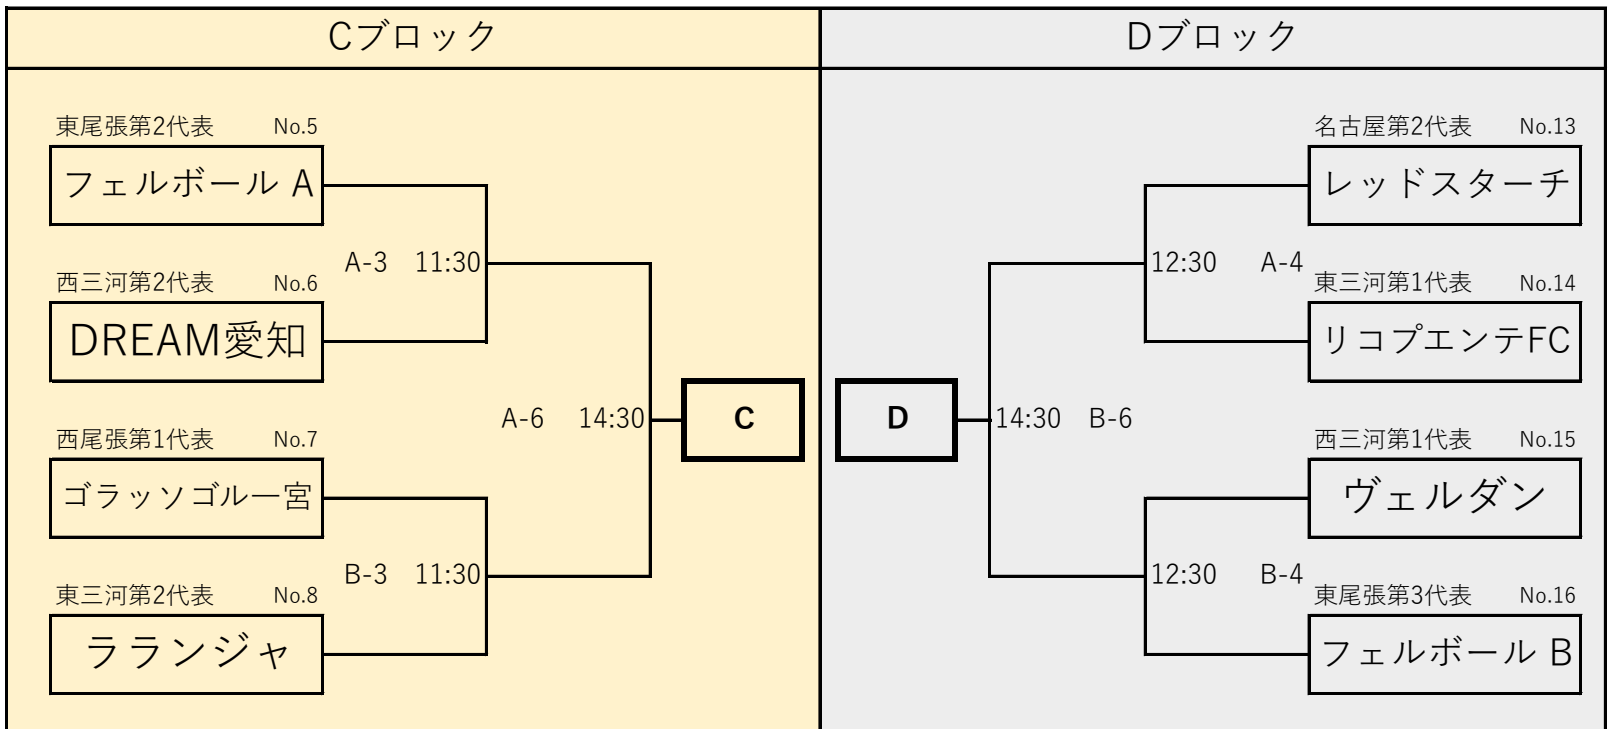 Cブロック
東尾張第2代表 No.5
フェルボール A
A-3 11:30
西三河第2代表 No.6
DREAM愛知
A-6 14:30
C
西尾張第1代表 No.7
ゴラッソゴル一宮
B-3 11:30
東三河第2代表 No.8
ラランジャ
Dブロック
名古屋第2代表 No.13
レッドスターチ
12:30 A-4
東三河第1代表 No.14
リコプエンテFC
D
14:30 B-6
西三河第1代表 No.15
ヴェルダン
12:30 B-4
東尾張第3代表 No.16
フェルボール B